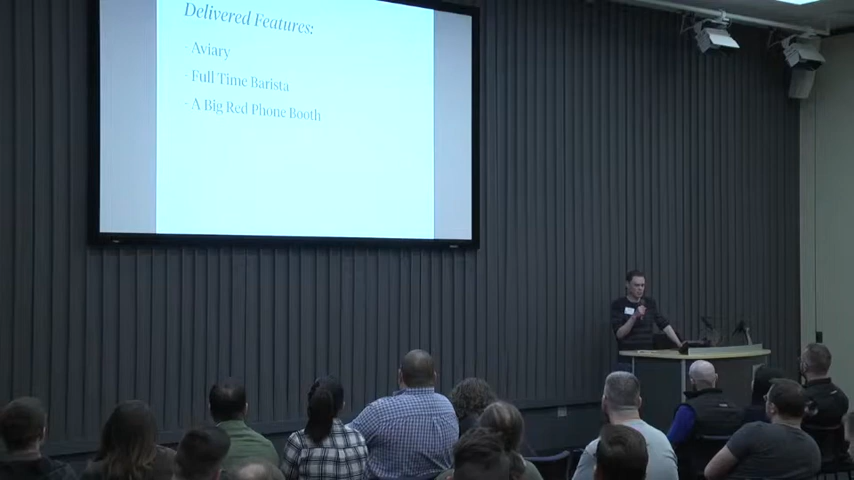 Delivered Features:
- Aviary
- Full Time Barista
- A Big Red Phone Booth